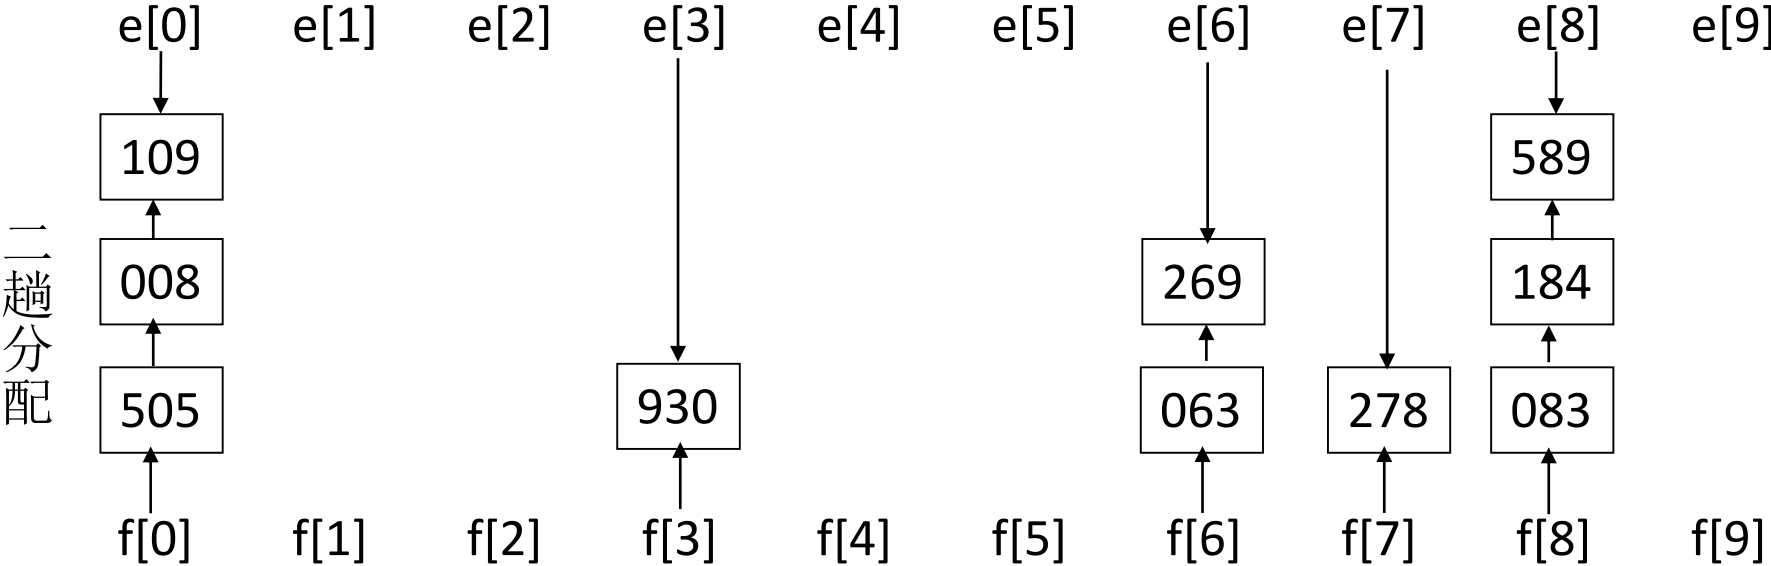 e[0] e[1] e[2] e[3] e[4] e[5] e[6] e[7] e[8] e[9]
109 589
二趟分配
008 269 184
505 930 063 278 083
f[0] f[1] f[2] f[3] f[4] f[5] f[6] f[7] f[8] f[9]